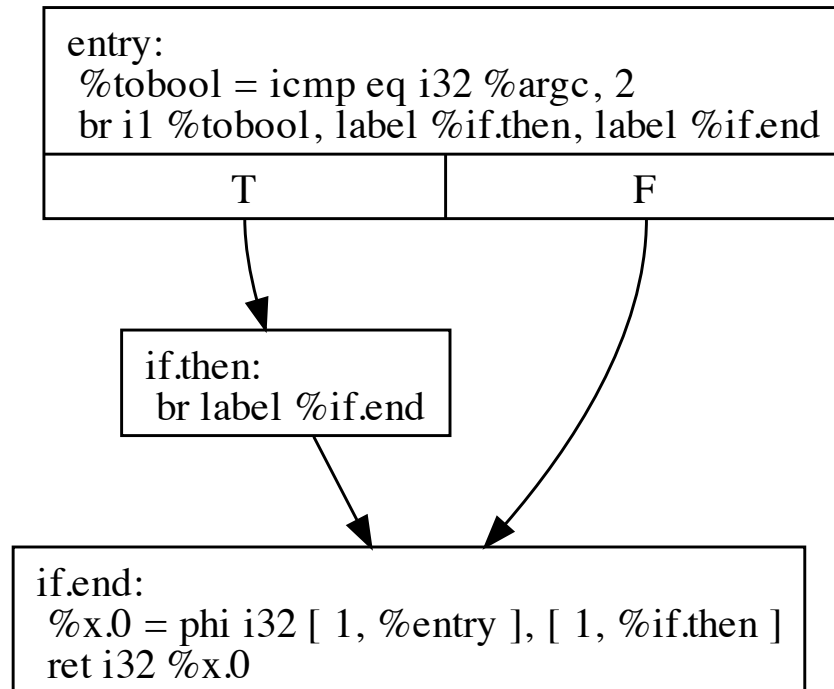 entry:
%tobool = icmp eq i32 %argc, 2
br i1 %tobool, label %if.then, label %if.end
T
F
if.then:
br label %if.end
if.end:
%x.0 = phi i32 [ 1, %entry ], [ 1, %if.then ]
ret i32 %x.0